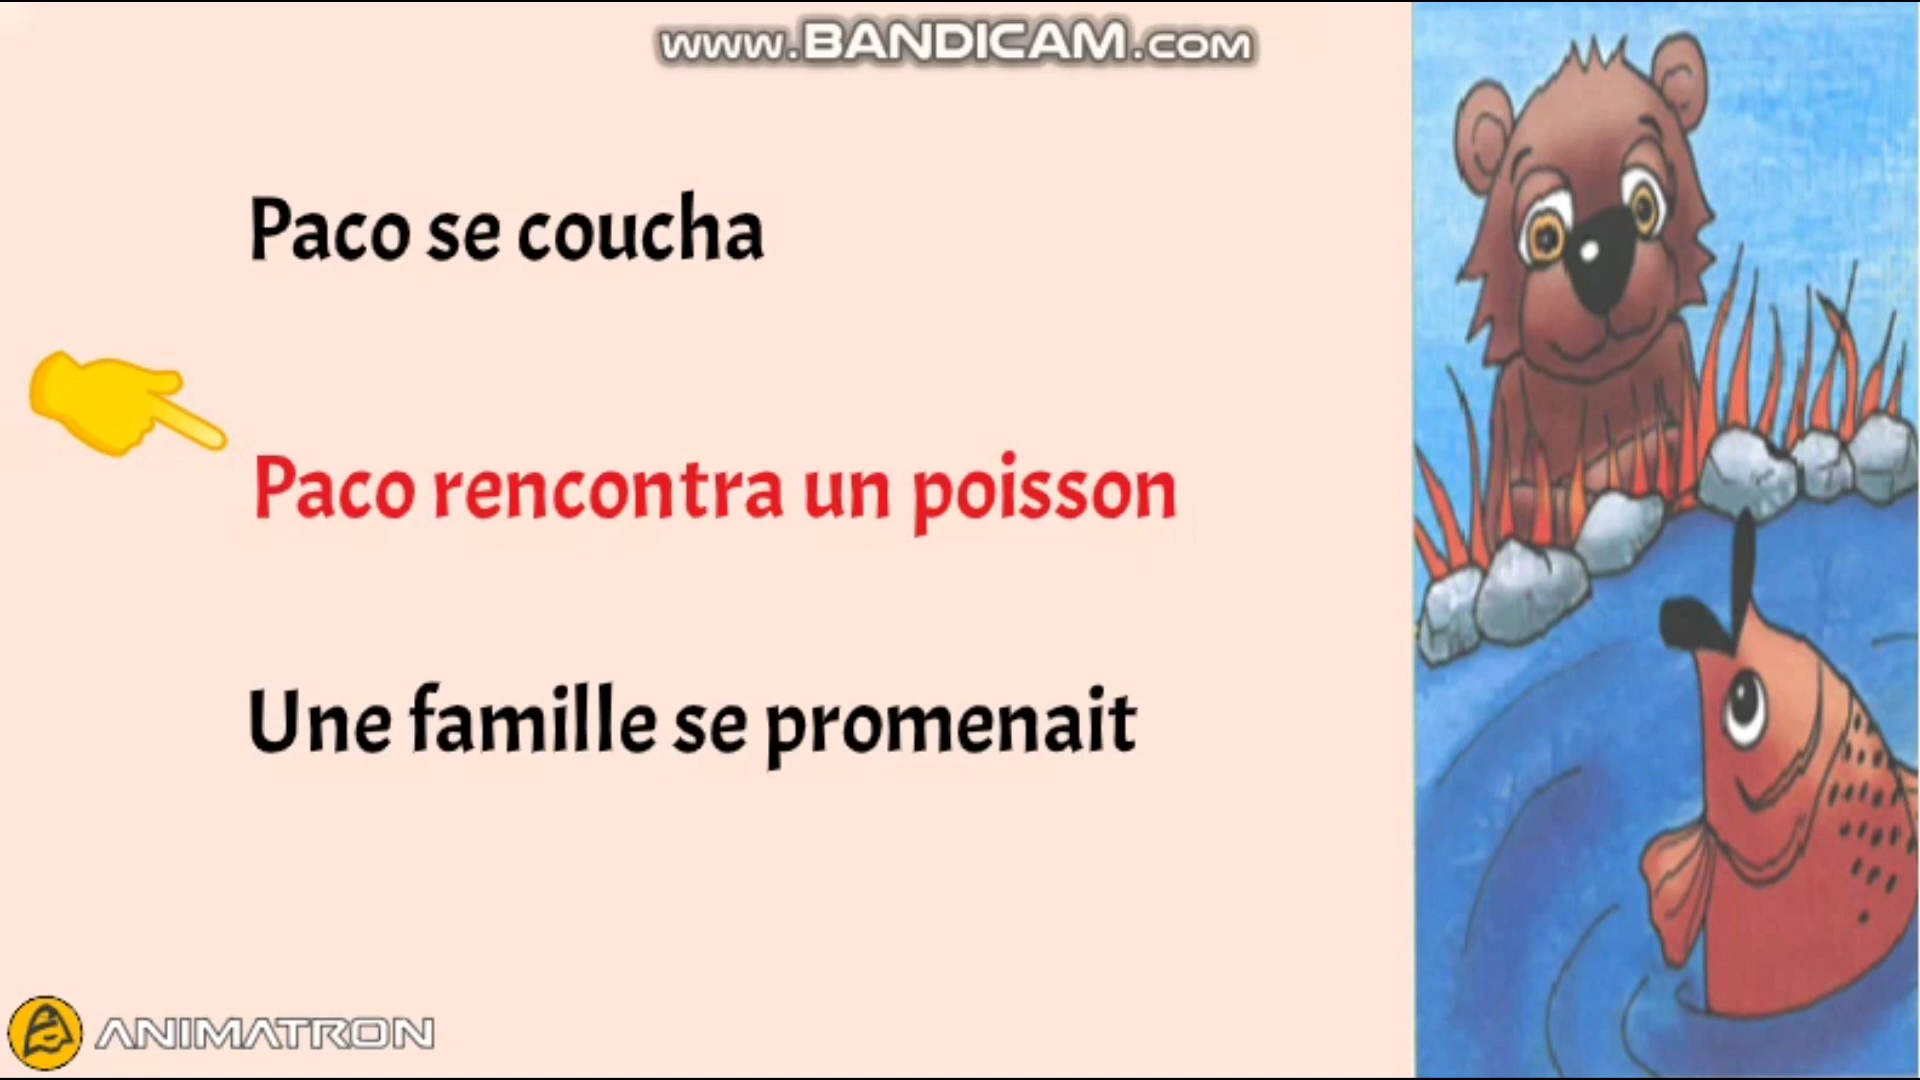 www.BANDICAM.com
Paco se coucha
Paco rencontra un poisson
Une famille se promenait
ANIMATRON